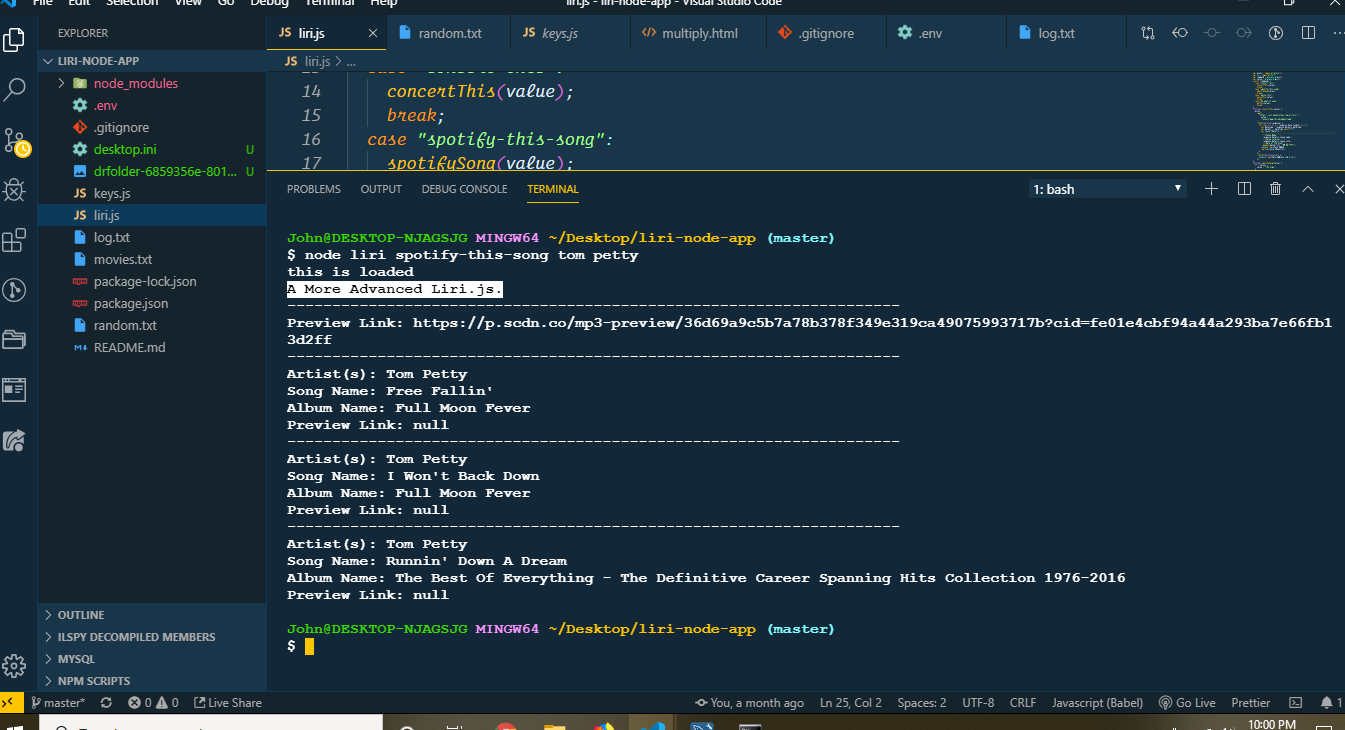 File Edit Selection View Go Debug Terminal Help
liri.js - liri-node-app - Visual Studio Code
EXPLORER
JS liri.js
random.txt
JS keys.js
<> multiply.html
.gitignore
.env
log.txt
LIRI-NODE-APP
JS liri.js > ...
node_modules
.env
.gitignore
desktop.ini U
drfolder-6859356e-801... U
JS keys.js
JS liri.js
log.txt
movies.txt
package-lock.json
package.json
random.txt
README.md
14 concertThis(value);
15 break;
16 case "spotify-this-song":
17 spotifySong(value);
PROBLEMS OUTPUT DEBUG CONSOLE TERMINAL
1: bash
John@DESKTOP-NJAGSJG MINGW64 ~/Desktop/liri-node-app (master)
$ node liri spotify-this-song tom petty
this is loaded
A More Advanced Liri.js.
--------------------------------------------------------------------
Preview Link: https://p.scdn.co/mp3-preview/36d69a9c5b7a78b378f349e319ca49075993717b?cid=fe01e4cbf94a44a293ba7e66fb1
3d2ff
--------------------------------------------------------------------
Artist(s): Tom Petty
Song Name: Free Fallin'
Album Name: Full Moon Fever
Preview Link: null
--------------------------------------------------------------------
Artist(s): Tom Petty
Song Name: I Won't Back Down
Album Name: Full Moon Fever
Preview Link: null
--------------------------------------------------------------------
Artist(s): Tom Petty
Song Name: Runnin' Down A Dream
Album Name: The Best Of Everything - The Definitive Career Spanning Hits Collection 1976-2016
Preview Link: null
John@DESKTOP-NJAGSJG MINGW64 ~/Desktop/liri-node-app (master)
$
OUTLINE
ILSPY DECOMPILED MEMBERS
MYSQL
NPM SCRIPTS
master* 0 0 Live Share
You, a month ago Ln 25, Col 2 Spaces: 2 UTF-8 CRLF Javascript (Babel) Go Live Prettier 1
10:00 PM